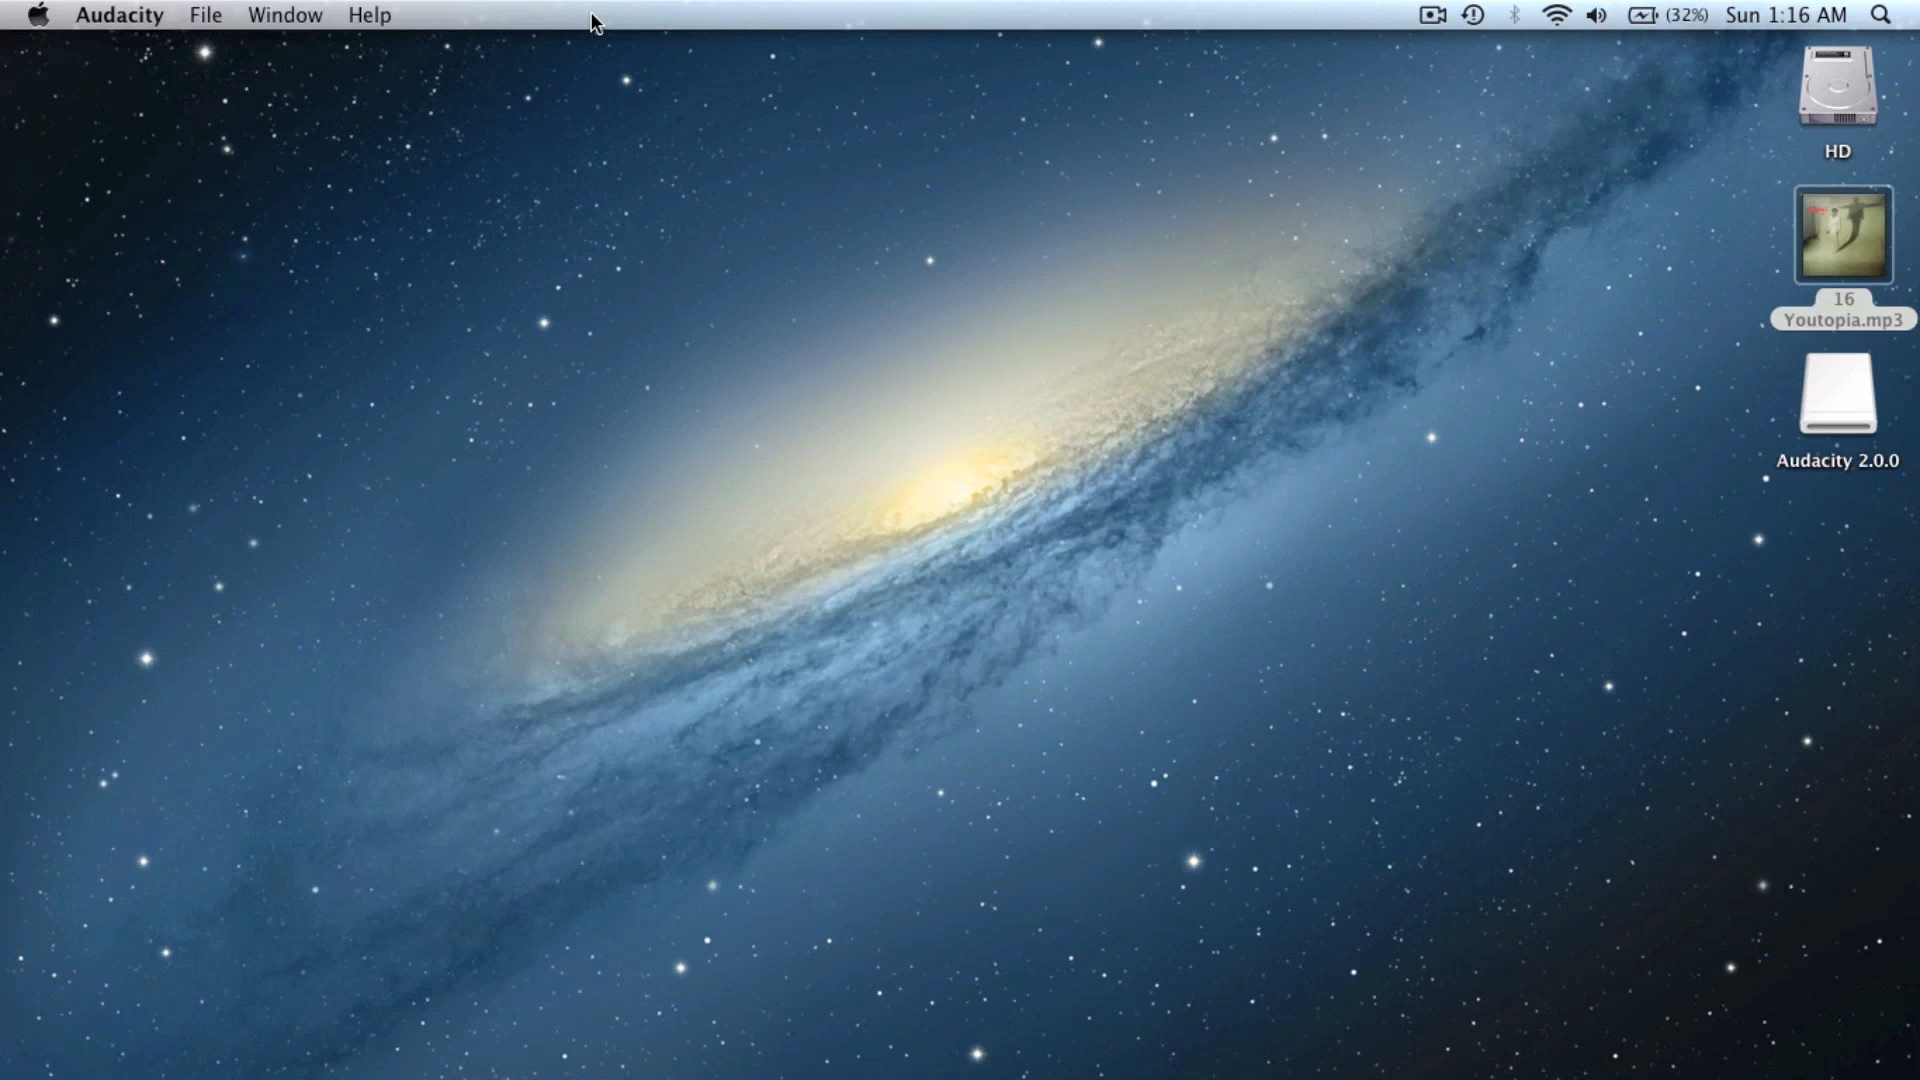 Audacity File Window Help (32%) Sun 1:16 AM
HD
16
Youtopia.mp3
Audacity 2.0.0